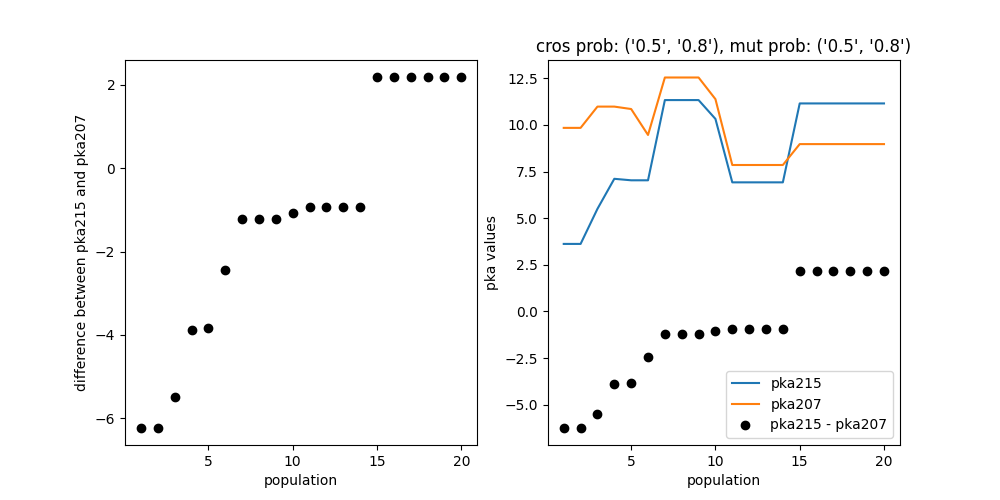 difference between pka215 and pka207
2
0
−2
−4
−6
5
10
15
20
population
cros prob: ('0.5', '0.8'), mut prob: ('0.5', '0.8')
pka values
12.5
10.0
7.5
5.0
2.5
0.0
−2.5
−5.0
pka215
pka207
pka215 - pka207
5
10
15
20
population